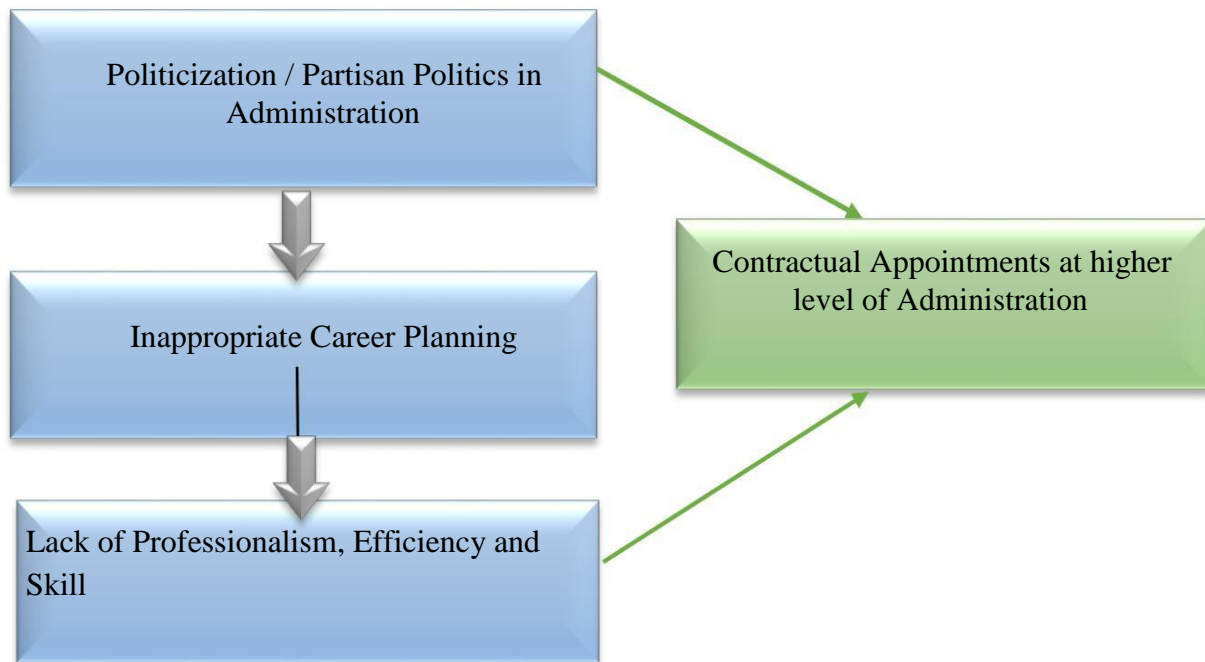 Politicization / Partisan Politics in
Administration
Contractual Appointments at higher
level of Administration
Inappropriate Career Planning
Lack of Professionalism, Efficiency and
Skill